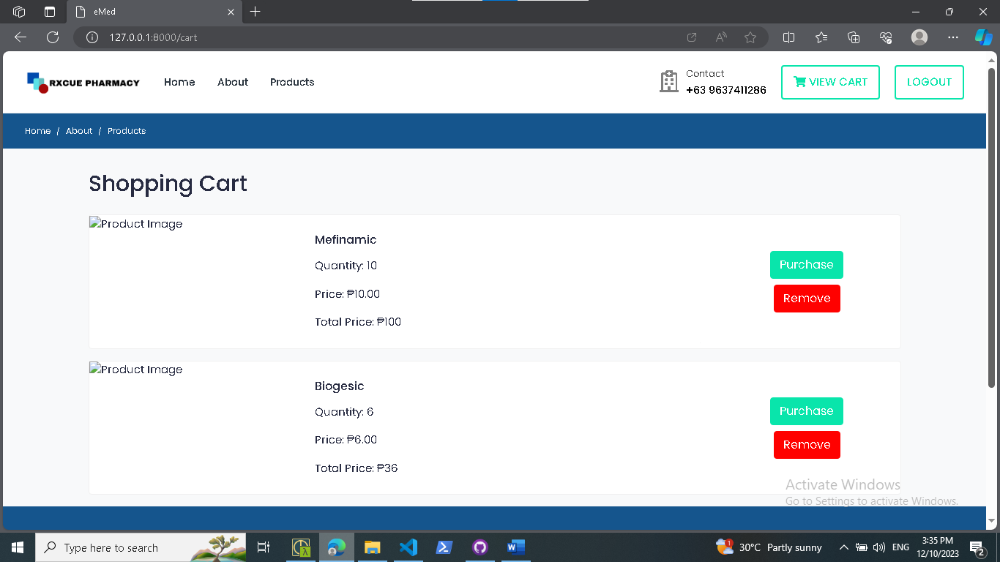 eMed
127.0.0.1:8000/cart
RXCUE PHARMACY
Home
About
Products
Contact
+63 9637411286
VIEW CART
LOGOUT
Home / About / Products
Shopping Cart
Product Image
Mefinamic
Quantity: 10
Price: ₱10.00
Total Price: ₱100
Purchase
Remove
Product Image
Biogesic
Quantity: 6
Price: ₱6.00
Total Price: ₱36
Purchase
Remove
Activate Windows
Go to Settings to activate Windows.
Type here to search
1
30°C Partly sunny
ENG
3:35 PM
12/10/2023
2